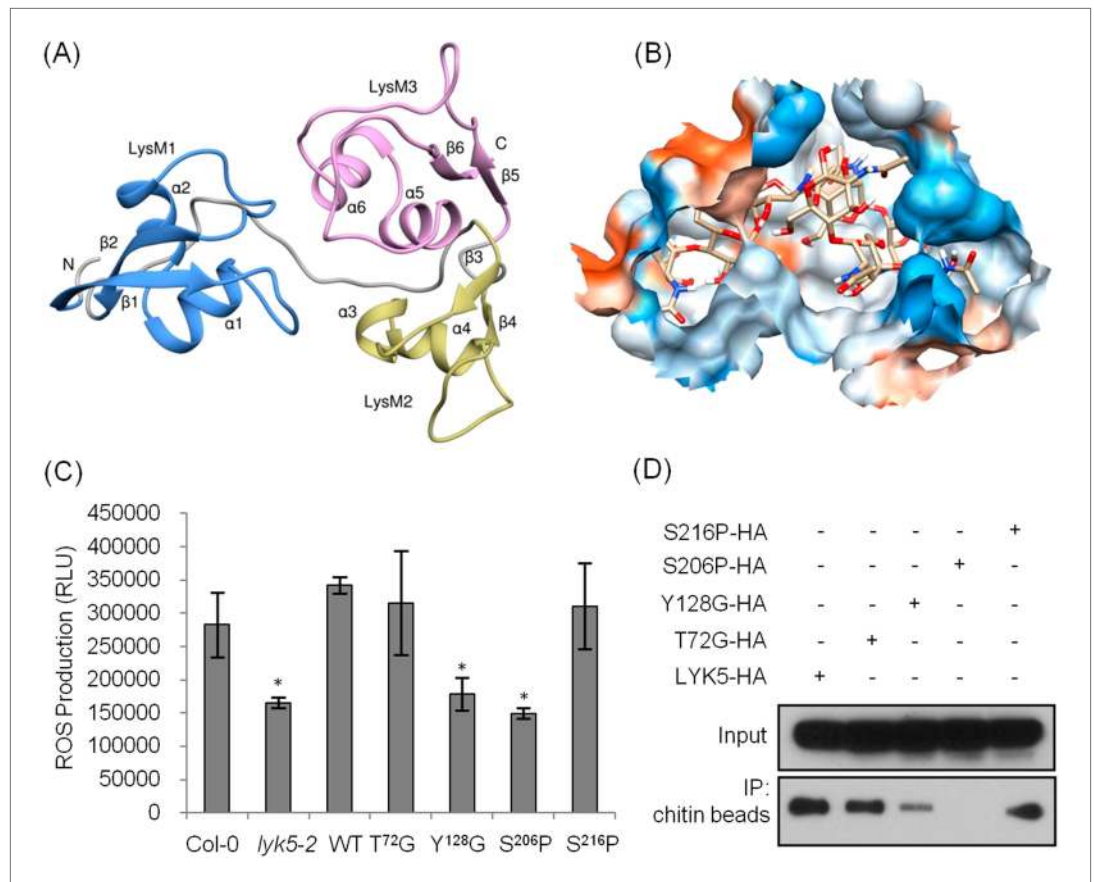 (A)
LysM3
LysM1
C
β6
β5
α2
α5
α6
β2
N
β3
β1
α3
α1
α4
β4
LysM2
(B)
(C)
ROS Production (RLU)
450000
400000
350000
300000
250000
200000
150000
100000
50000
0
*
*
*
Col-0 lyk5-2 WT T72G Y128G S206P S216P
(D)
S216P-HA - - - - +
S206P-HA - - - + -
Y128G-HA - - + - -
T72G-HA - + - - -
LYK5-HA + - - - -
Input
IP:
chitin beads